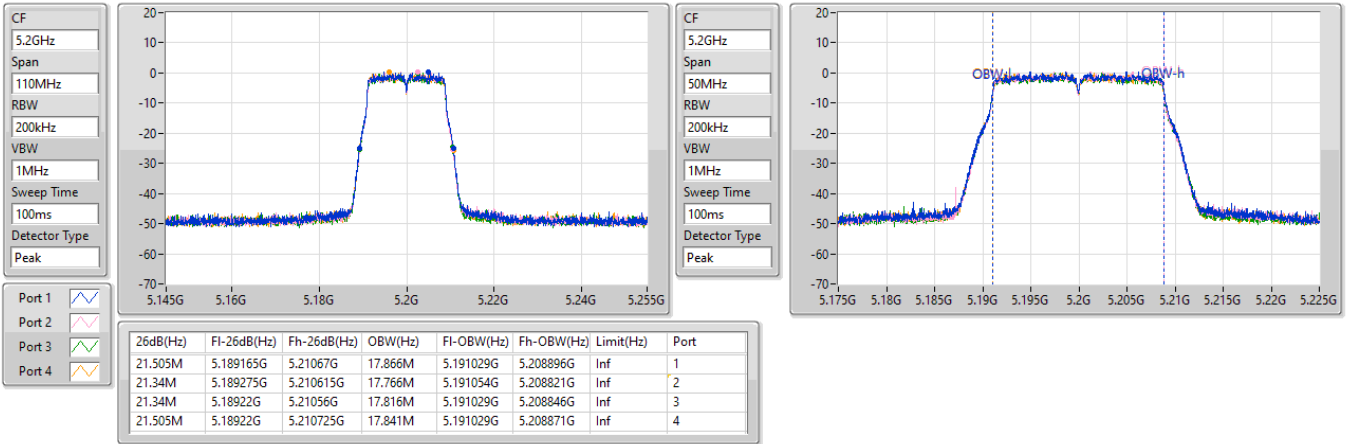 CF
5.2GHz
Span
110MHz
RBW
200kHz
VBW
1MHz
Sweep Time
100ms
Detector Type
Peak
Port 1
Port 2
Port 3
Port 4
20
10
0
-10
-20
-30
-40
-50
-60
-70
5.145G 5.16G 5.18G 5.2G 5.22G 5.24G 5.255G
CF
5.2GHz
Span
50MHz
RBW
200kHz
VBW
1MHz
Sweep Time
100ms
Detector Type
Peak
20
10
0
-10
-20
-30
-40
-50
-60
-70
OBW-h
5.175G 5.18G 5.185G 5.19G 5.195G 5.2G 5.205G 5.21G 5.215G 5.22G 5.225G
26dB(Hz) Fl-26dB(Hz) Fh-26dB(Hz) OBW(Hz) Fl-OBW(Hz) Fh-OBW(Hz) Limit(Hz) Port
21.505M 5.189165G 5.21067G 17.866M 5.191029G 5.208896G Inf 1
21.34M 5.189275G 5.210615G 17.766M 5.191054G 5.208821G Inf 2
21.34M 5.18922G 5.21056G 17.816M 5.191029G 5.208846G Inf 3
21.505M 5.18922G 5.210725G 17.841M 5.191029G 5.208871G Inf 4